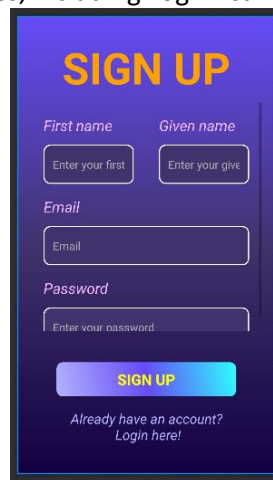 SIGN UP
First name Given name
Enter your first Enter your give
Email
Email
Password
Enter your password
SIGN UP
Already have an account?
Login here!